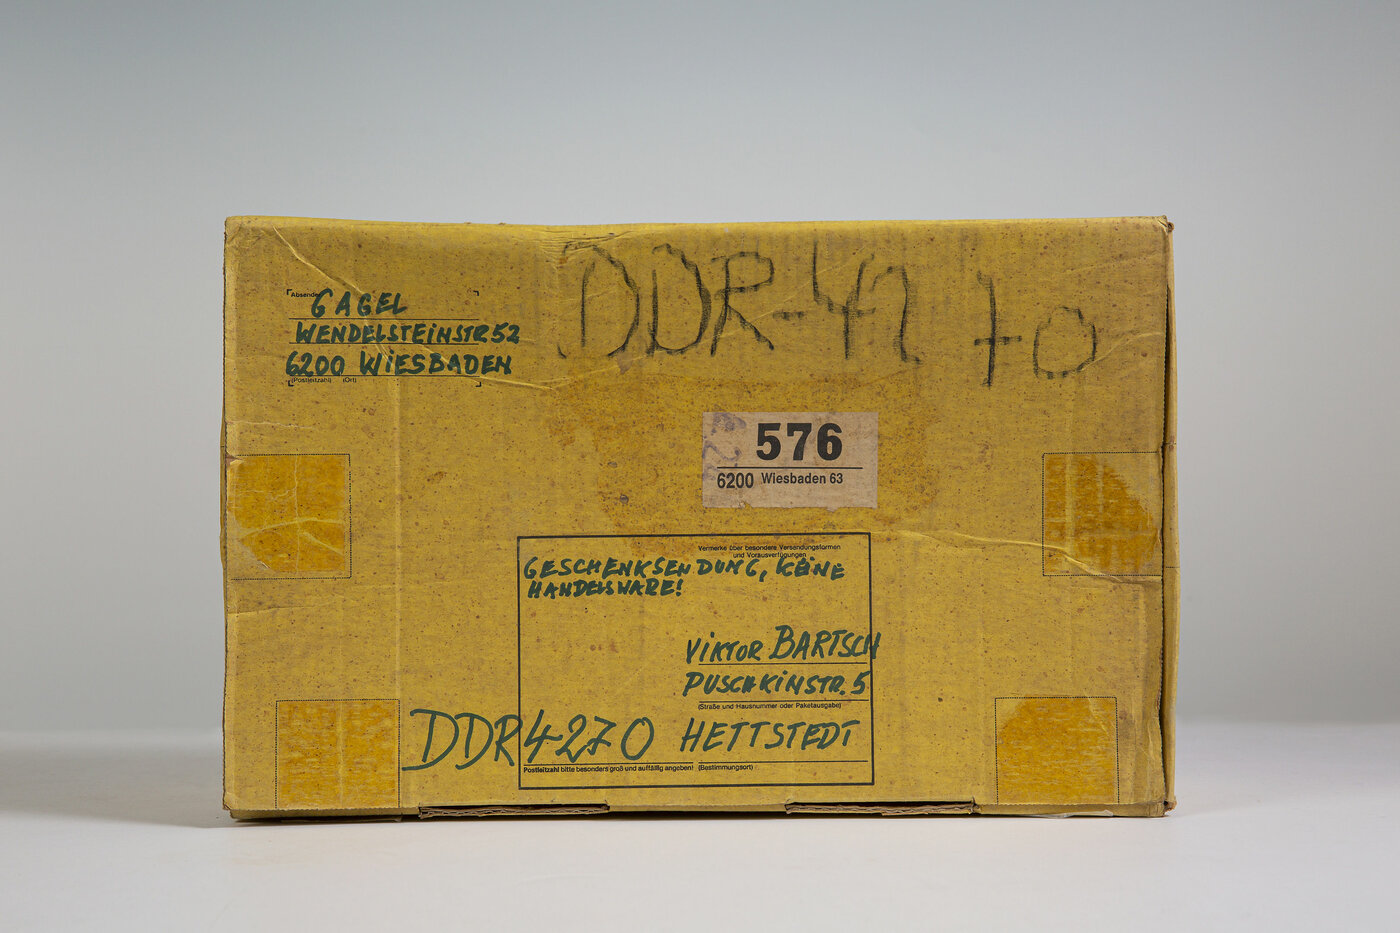 Absender
GAGEL
WENDELSTEINSTR 52
6200 WIESBADEN
(Postleitzahl) (Ort)
DDR-42 70
576
6200 Wiesbaden 63
Vermerke über besondere Versendungsformen
und Vorausverfügungen
GESCHENKSENDUNG, KEINE
HANDELSWARE!
VIKTOR BARTSCH
PUSCHKINSTR. 5
(Straße und Hausnummer oder Paketausgabe)
DDR 4270 HETTSTEDT
Postleitzahl bitte besonders groß und auffällig angeben! (Bestimmungsort)